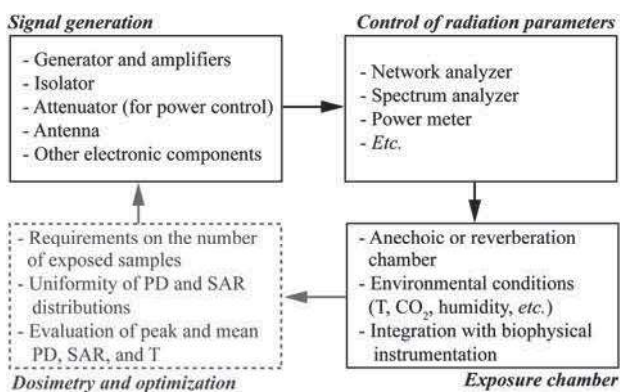 Signal generation
- Generator and amplifiers
- Isolator
- Attenuator (for power control)
- Antenna
- Other electronic components
Control of radiation parameters
- Network analyzer
- Spectrum analyzer
- Power meter
- Etc.
- Anechoic or reverberation
chamber
- Environmental conditions
(T, CO₂, humidity, etc.)
- Integration with biophysical
instrumentation
Exposure chamber
- Requirements on the number
of exposed samples
- Uniformity of PD and SAR
distributions
- Evaluation of peak and mean
PD, SAR, and T
Dosimetry and optimization